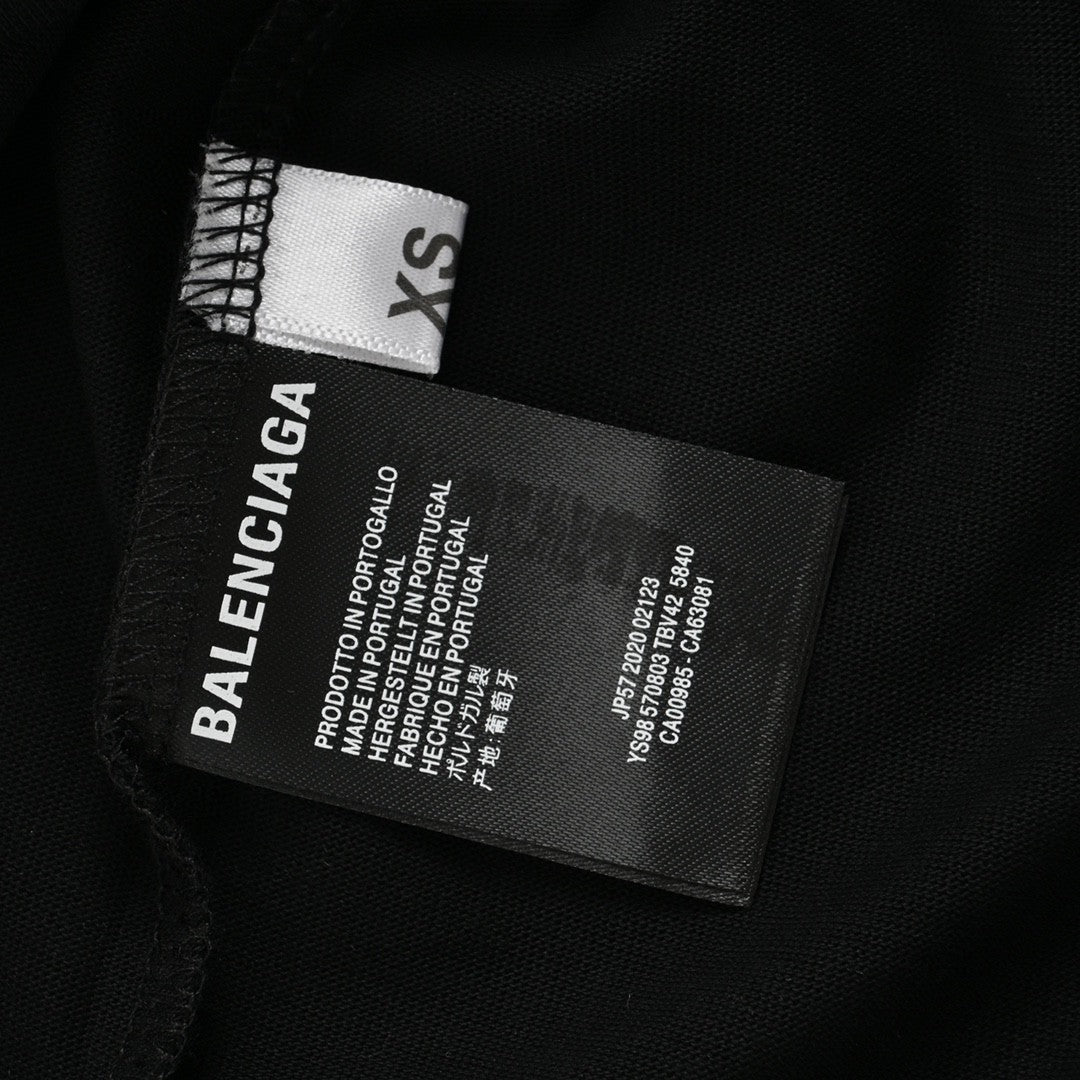 XS
BALENCIAGA
PRODOTTO IN PORTOGALLO
MADE IN PORTUGAL
HERGESTELLT IN PORTUGAL
FABRIQUE EN PORTUGAL
HECHO EN PORTUGAL
ポルドガル製
产地:葡萄牙
JP57 2020 02123
YS98 570803 TBV42 5840
CA00985 - CA63081